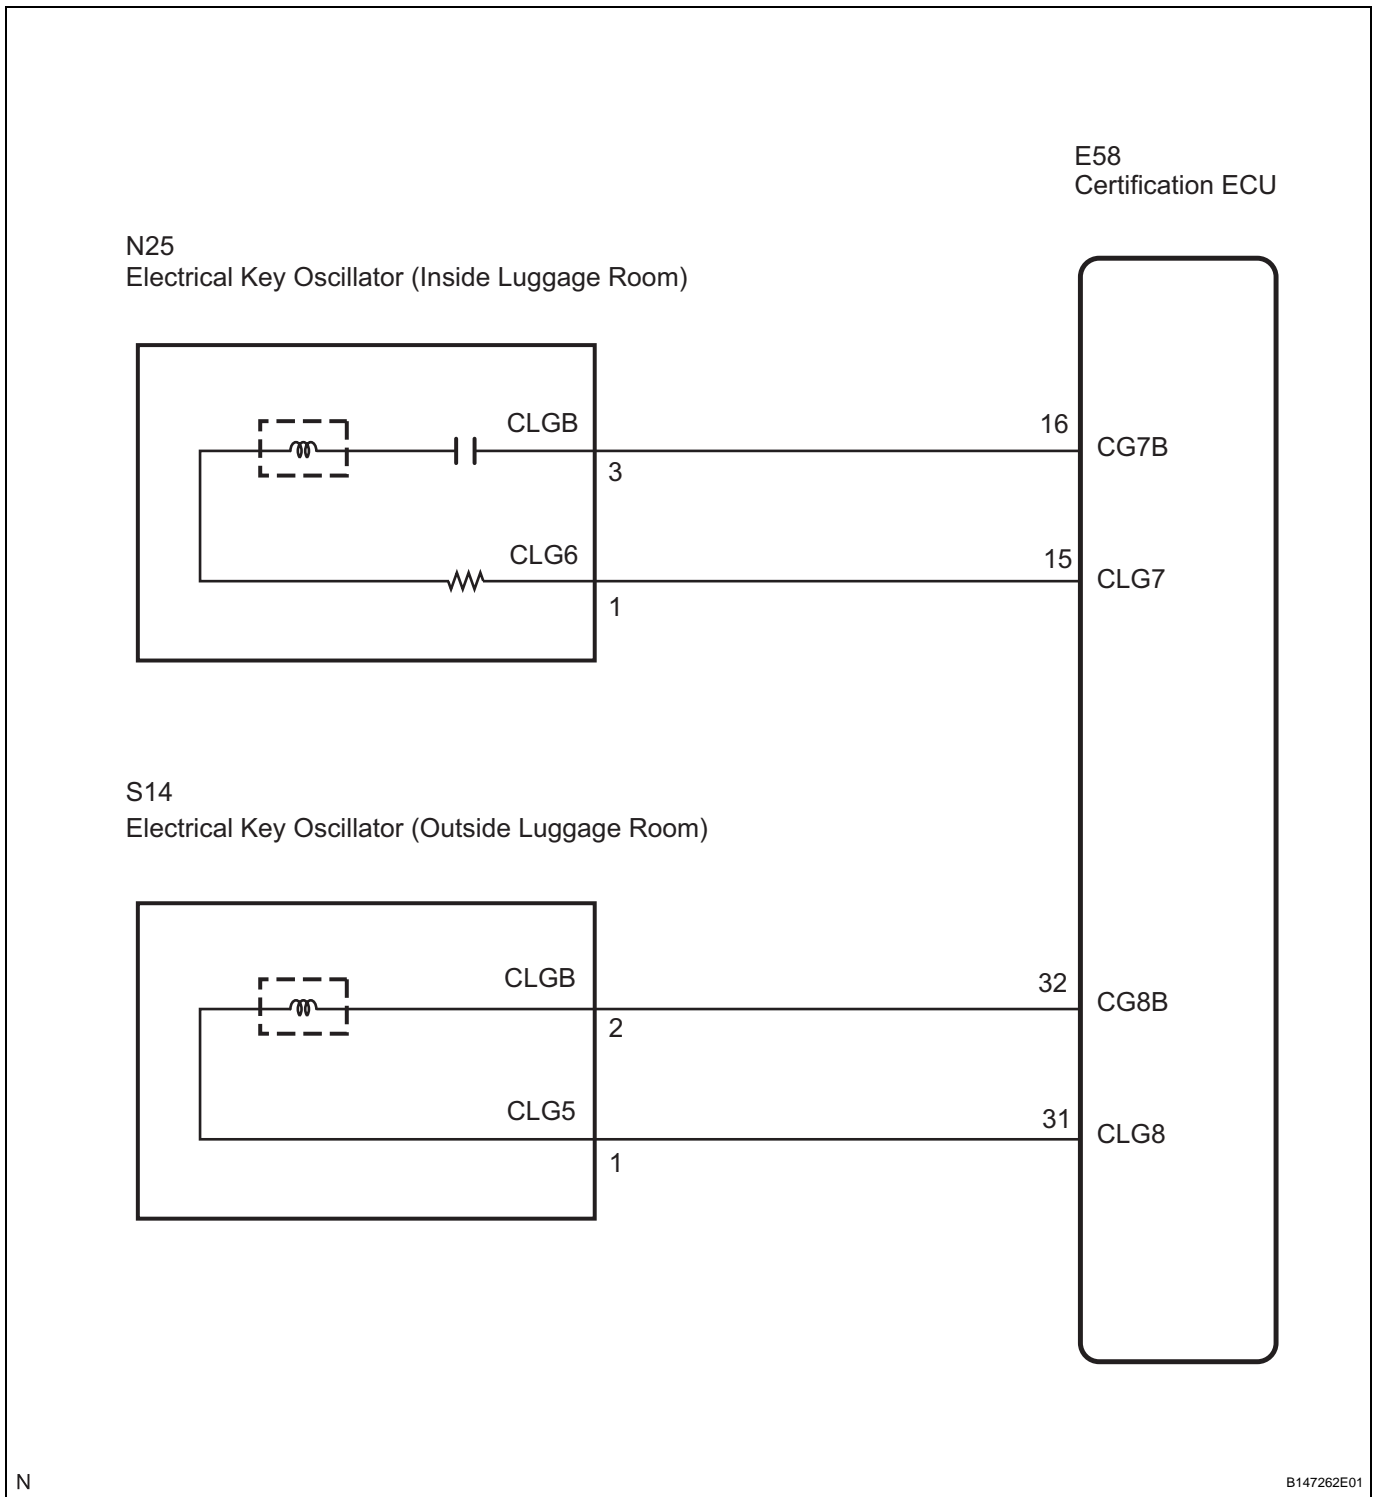 E58
Certification ECU
N25
Electrical Key Oscillator (Inside Luggage Room)
CLGB
3
16
CG7B
CLG6
1
15
CLG7
S14
Electrical Key Oscillator (Outside Luggage Room)
CLGB
2
32
CG8B
CLG5
1
31
CLG8
N
B147262E01